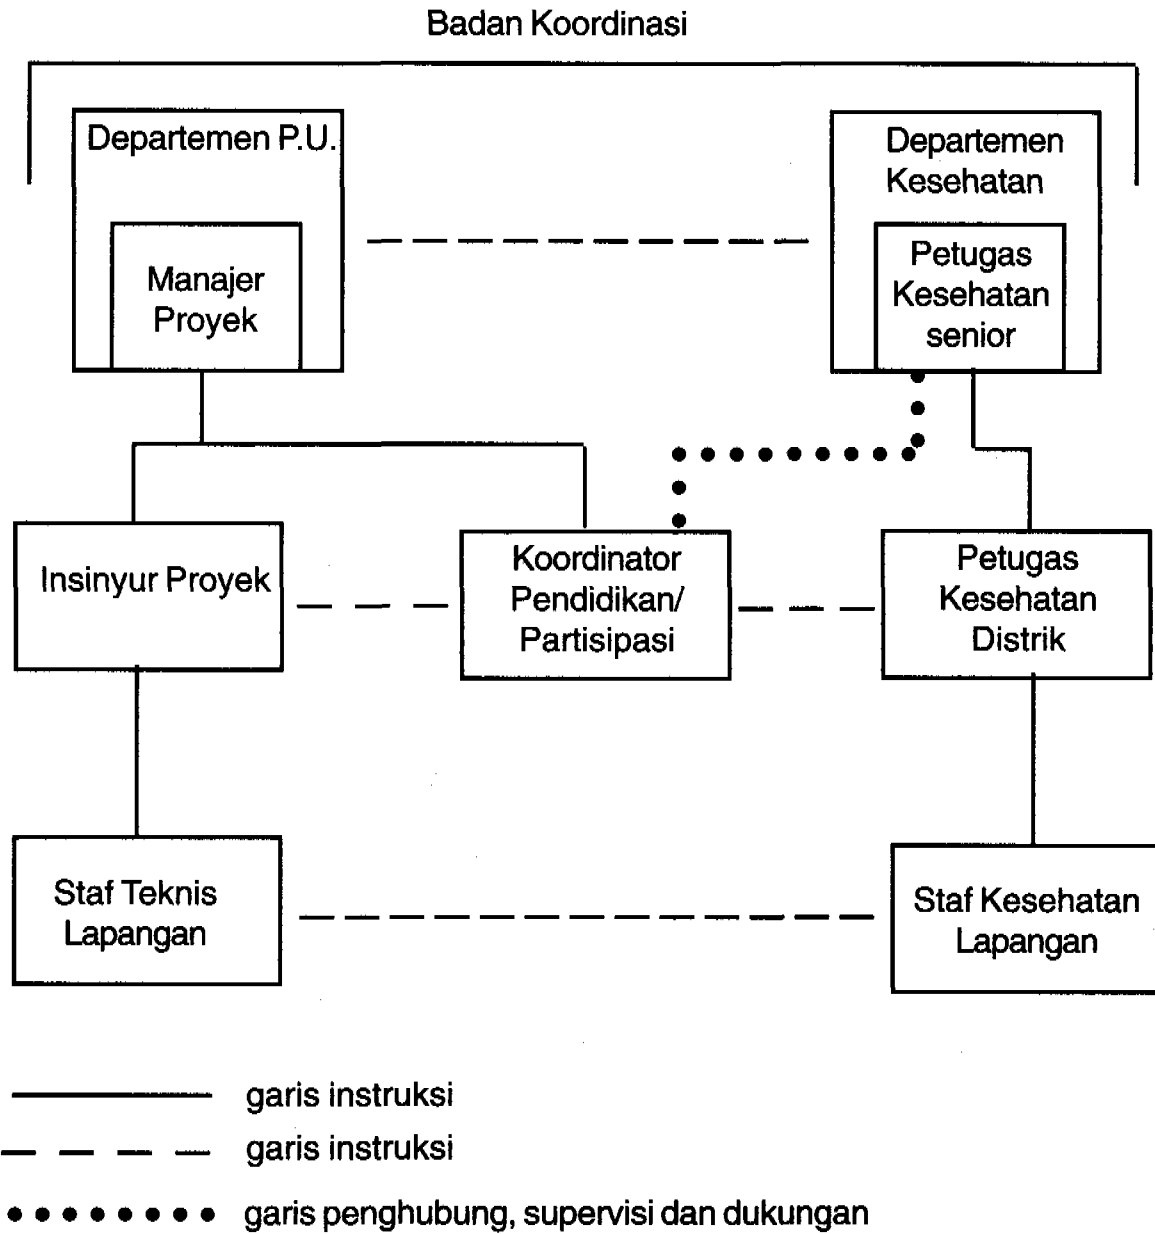 Badan Koordinasi
Departemen P.U.
Manajer
Proyek
Departemen
Kesehatan
Petugas
Kesehatan
senior
Insinyur Proyek
Koordinator
Pendidikan/
Partisipasi
Petugas
Kesehatan
Distrik
Staf Teknis
Lapangan
Staf Kesehatan
Lapangan
garis instruksi
garis instruksi
garis penghubung, supervisi dan dukungan